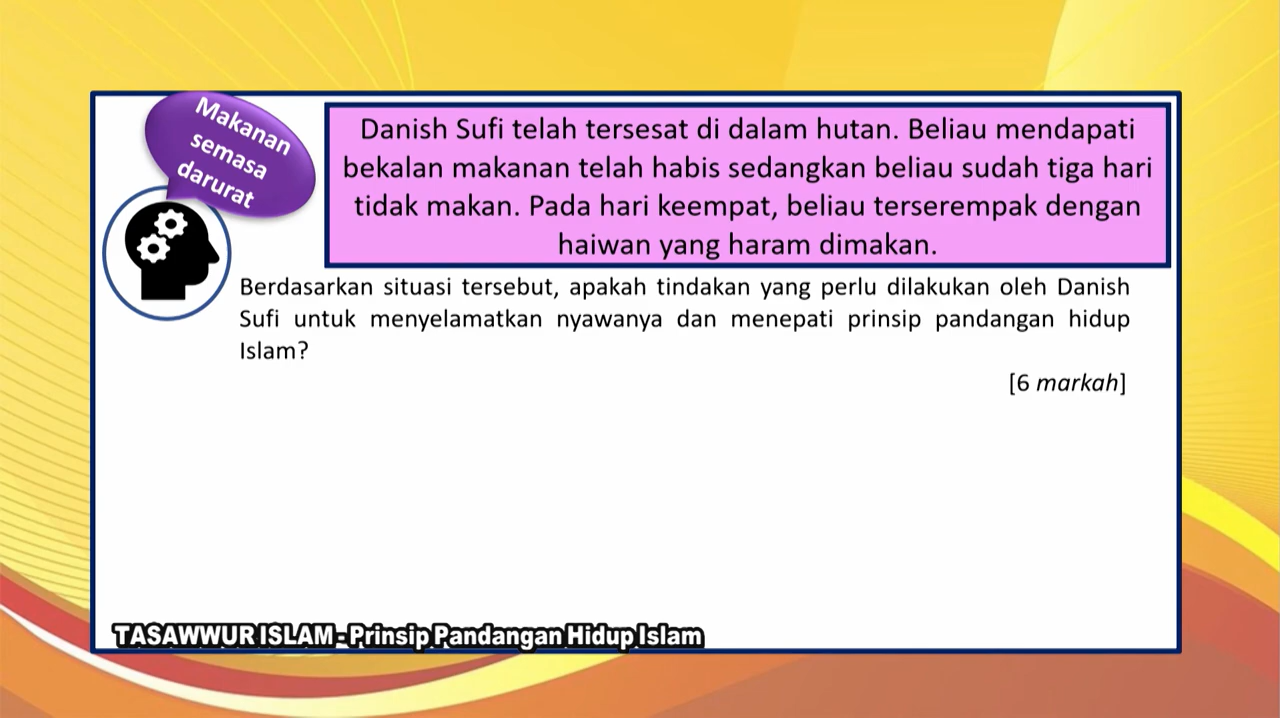 Makanan
semasa
darurat
Danish Sufi telah tersesat di dalam hutan. Beliau mendapati
bekalan makanan telah habis sedangkan beliau sudah tiga hari
tidak makan. Pada hari keempat, beliau terserempak dengan
haiwan yang haram dimakan.
Berdasarkan situasi tersebut, apakah tindakan yang perlu dilakukan oleh Danish
Sufi untuk menyelamatkan nyawanya dan menepati prinsip pandangan hidup
Islam?
[6 markah]
TASAWWUR ISLAM - Prinsip Pandangan Hidup Islam